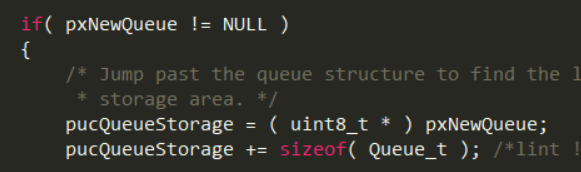 if( pxNewQueue != NULL )
{
/* Jump past the queue structure to find the l
* storage area. */
pucQueueStorage = ( uint8_t * ) pxNewQueue;
pucQueueStorage += sizeof( Queue_t ); /*lint !